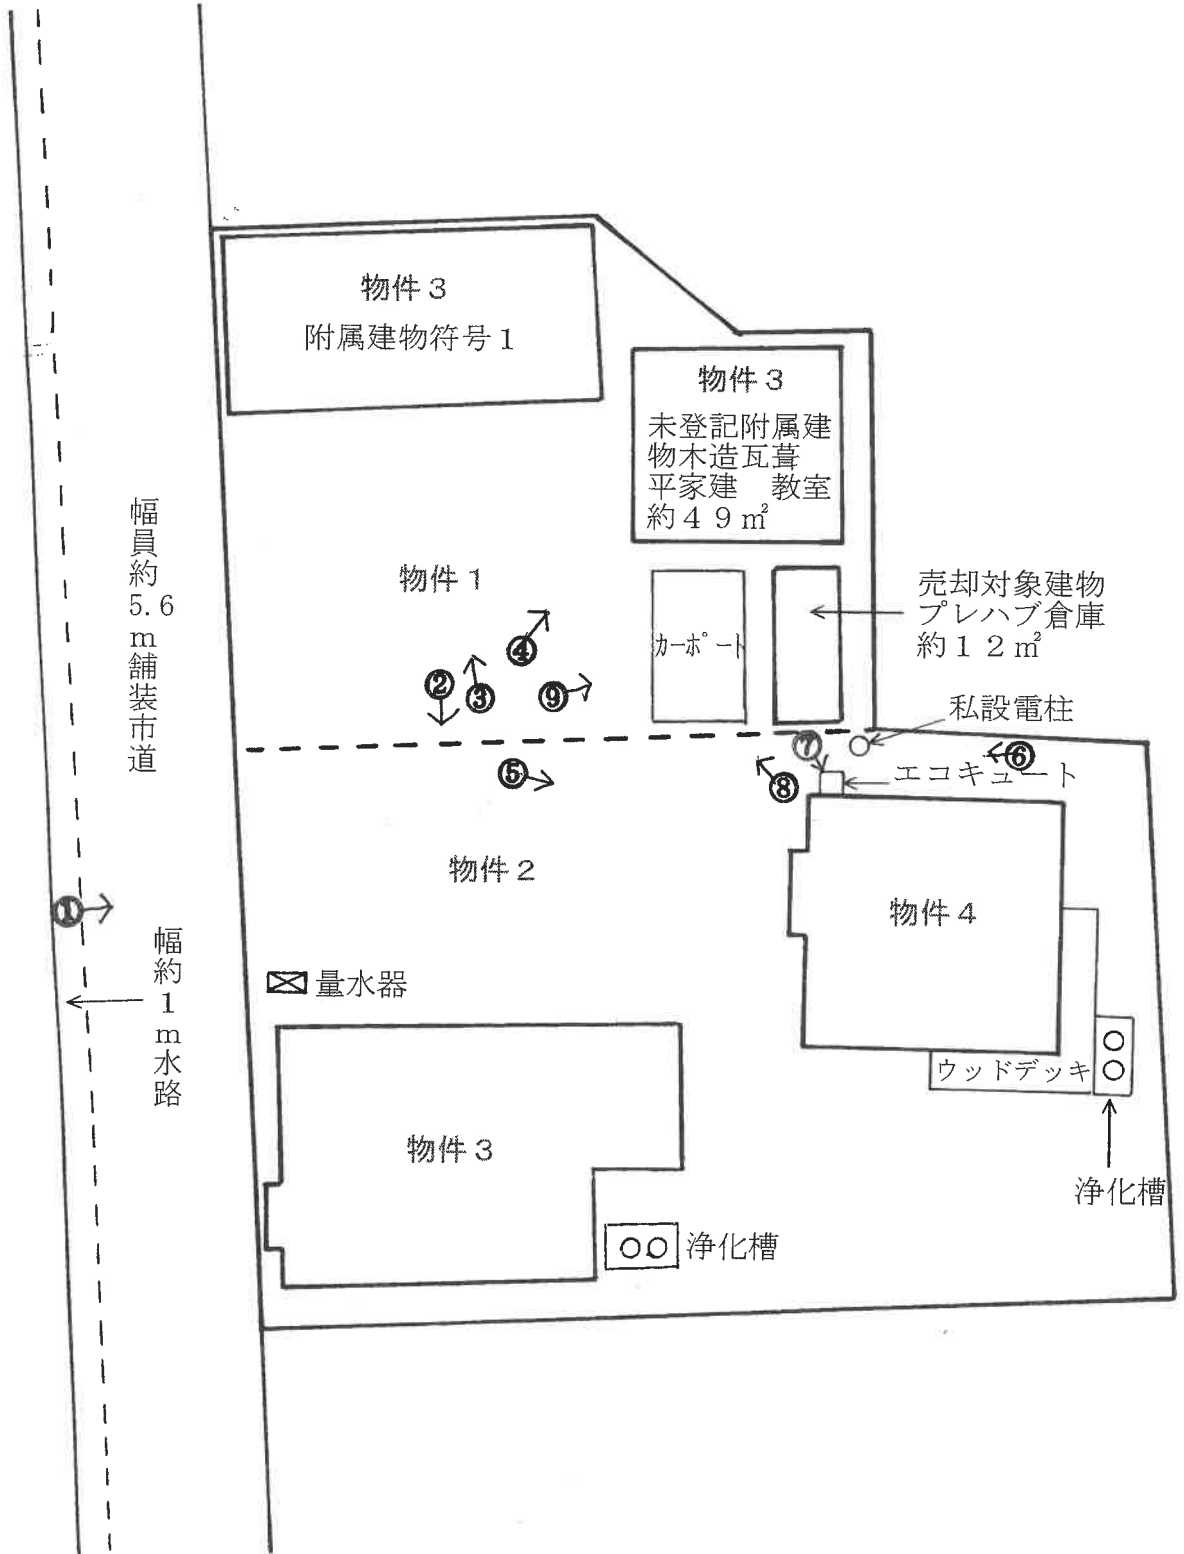 物件３
附属建物符号１
物件３
未登記附属建
物木造瓦葺
平家建　教室
約４９㎡
幅員約5.6m舗装市道
物件１
カーポート
売却対象建物
プレハブ倉庫
約１２㎡
④
②
③
⑨
私設電柱
⑦
⑥
⑤
⑧
エコキュート
物件２
①
物件４
幅約1m水路
量水器
ウッドデッキ
物件３
浄化槽
浄化槽